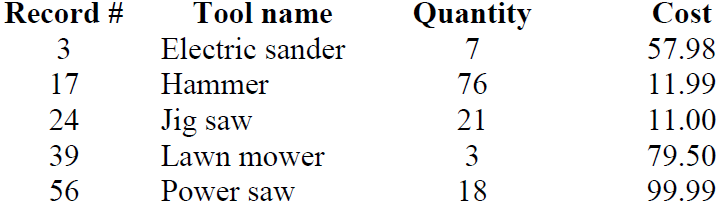 Record # Tool name Quantity Cost
3 Electric sander 7 57.98
17 Hammer 76 11.99
24 Jig saw 21 11.00
39 Lawn mower 3 79.50
56 Power saw 18 99.99